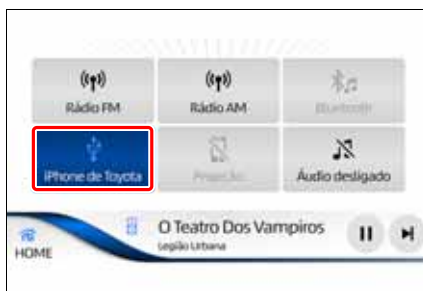 Rádio FM
Rádio AM
Bluetooth
iPhone de Toyota
Projeção
Áudio desligado
O Teatro Dos Vampiros
Legião Urbana
HOME